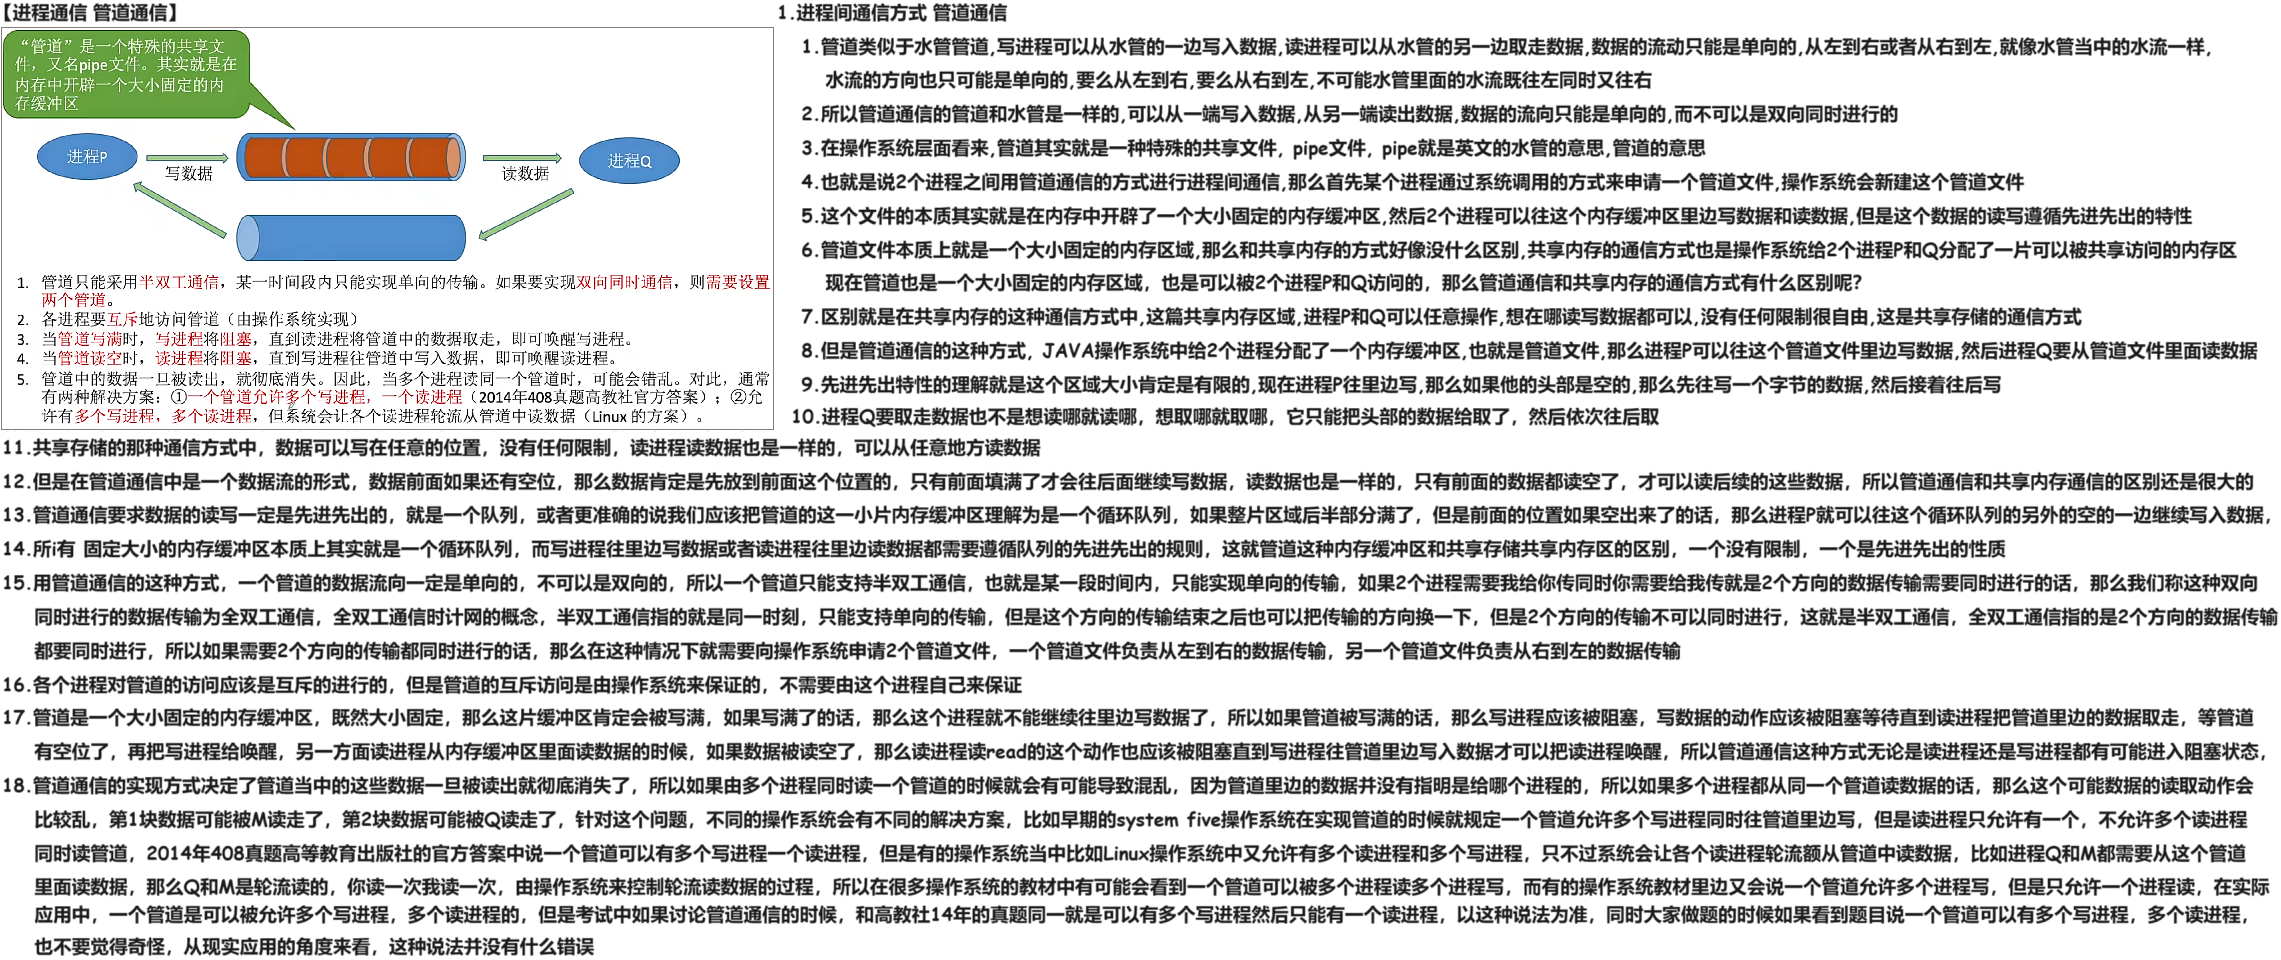 【进程通信 管道通信】
“管道”是一个特殊的共享文
件，又名pipe文件。其实就是在
内存中开辟一个大小固定的内
存缓冲区
进程P
写数据
读数据
进程Q
1. 管道只能采用半双工通信，某一时间段内只能实现单向的传输。如果要实现双向同时通信，则需要设置
两个管道。
2. 各进程要互斥地访问管道（由操作系统实现）
3. 当管道写满时，写进程将阻塞，直到读进程将管道中的数据取走，即可唤醒写进程。
4. 当管道读空时，读进程将阻塞，直到写进程往管道中写入数据，即可唤醒读进程。
5. 管道中的数据一旦被读出，就彻底消失。因此，当多个进程读同一个管道时，可能会错乱。对此，通常
有两种解决方案：①一个管道允许多个写进程，一个读进程（2014年408真题高教社官方答案）；②允
许有多个写进程，多个读进程，但系统会让各个读进程轮流从管道中读数据（Linux 的方案）。
1.进程间通信方式 管道通信
1.管道类似于水管管道,写进程可以从水管的一边写入数据,读进程可以从水管的另一边取走数据,数据的流动只能是单向的,从左到右或者从右到左,就像水管当中的水流一样,
水流的方向也只可能是单向的,要么从左到右,要么从右到左,不可能水管里面的水流既往左同时又往右
2.所以管道通信的管道和水管是一样的,可以从一端写入数据,从另一端读出数据,数据的流向只能是单向的,而不可以是双向同时进行的
3.在操作系统层面看来,管道其实就是一种特殊的共享文件，pipe文件，pipe就是英文的水管的意思,管道的意思
4.也就是说2个进程之间用管道通信的方式进行进程间通信,那么首先某个进程通过系统调用的方式来申请一个管道文件,操作系统会新建这个管道文件
5.这个文件的本质其实就是在内存中开辟了一个大小固定的内存缓冲区,然后2个进程可以往这个内存缓冲区里边写数据和读数据,但是这个数据的读写遵循先进先出的特性
6.管道文件本质上就是一个大小固定的内存区域,那么和共享内存的方式好像没什么区别,共享内存的通信方式也是操作系统给2个进程P和Q分配了一片可以被共享访问的内存区
现在管道也是一个大小固定的内存区域，也是可以被2个进程P和Q访问的，那么管道通信和共享内存的通信方式有什么区别呢?
7.区别就是在共享内存的这种通信方式中,这篇共享内存区域,进程P和Q可以任意操作,想在哪读写数据都可以,没有任何限制很自由,这是共享存储的通信方式
8.但是管道通信的这种方式，JAVA操作系统中给2个进程分配了一个内存缓冲区,也就是管道文件,那么进程P可以往这个管道文件里边写数据,然后进程Q要从管道文件里面读数据
9.先进先出特性的理解就是这个区域大小肯定是有限的,现在进程P往里边写,那么如果他的头部是空的,那么先往写一个字节的数据,然后接着往后写
10.进程Q要取走数据也不是想读哪就读哪，想取哪就取哪，它只能把头部的数据给取了，然后依次往后取
11.共享存储的那种通信方式中，数据可以写在任意的位置，没有任何限制，读进程读数据也是一样的，可以从任意地方读数据
12.但是在管道通信中是一个数据流的形式，数据前面如果还有空位，那么数据肯定是先放到前面这个位置的，只有前面填满了才会往后面继续写数据，读数据也是一样的，只有前面的数据都读空了，才可以读后续的这些数据，所以管道通信和共享内存通信的区别还是很大的
13.管道通信要求数据的读写一定是先进先出的，就是一个队列，或者更准确的说我们应该把管道的这一小片内存缓冲区理解为是一个循环队列，如果整片区域后半部分满了，但是前面的位置如果空出来了的话，那么进程P就可以往这个循环队列的另外的空的一边继续写入数据，
14.所i有 固定大小的内存缓冲区本质上其实就是一个循环队列，而写进程往里边写数据或者读进程往里边读数据都需要遵循队列的先进先出的规则，这就管道这种内存缓冲区和共享存储共享内存区的区别，一个没有限制，一个是先进先出的性质
15.用管道通信的这种方式，一个管道的数据流向一定是单向的，不可以是双向的，所以一个管道只能支持半双工通信，也就是某一段时间内，只能实现单向的传输，如果2个进程需要我给你传同时你需要给我传就是2个方向的数据传输需要同时进行的话，那么我们称这种双向
同时进行的数据传输为全双工通信，全双工通信时计网的概念，半双工通信指的就是同一时刻，只能支持单向的传输，但是这个方向的传输结束之后也可以把传输的方向换一下，但是2个方向的传输不可以同时进行，这就是半双工通信，全双工通信指的是2个方向的数据传输
都要同时进行，所以如果需要2个方向的传输都同时进行的话，那么在这种情况下就需要向操作系统申请2个管道文件，一个管道文件负责从左到右的数据传输，另一个管道文件负责从右到左的数据传输
16.各个进程对管道的访问应该是互斥的进行的，但是管道的互斥访问是由操作系统来保证的，不需要由这个进程自己来保证
17.管道是一个大小固定的内存缓冲区，既然大小固定，那么这片缓冲区肯定会被写满，如果写满了的话，那么这个进程就不能继续往里边写数据了，所以如果管道被写满的话，那么写进程应该被阻塞，写数据的动作应该被阻塞等待直到读进程把管道里边的数据取走，等管道
有空位了，再把写进程给唤醒，另一方面读进程从内存缓冲区里面读数据的时候，如果数据被读空了，那么读进程读read的这个动作也应该被阻塞直到写进程往管道里边写入数据才可以把读进程唤醒，所以管道通信这种方式无论是读进程还是写进程都有可能进入阻塞状态，
18.管道通信的实现方式决定了管道当中的这些数据一旦被读出就彻底消失了，所以如果由多个进程同时读一个管道的时候就会有可能导致混乱，因为管道里边的数据并没有指明是给哪个进程的，所以如果多个进程都从同一个管道读数据的话，那么这个可能数据的读取动作会
比较乱，第1块数据可能被M读走了，第2块数据可能被Q读走了，针对这个问题，不同的操作系统会有不同的解决方案，比如早期的system five操作系统在实现管道的时候就规定一个管道允许多个写进程同时往管道里边写，但是读进程只允许有一个，不允许多个读进程
同时读管道，2014年408真题高等教育出版社的官方答案中说一个管道可以有多个写进程一个读进程，但是有的操作系统当中比如Linux操作系统中又允许有多个读进程和多个写进程，只不过系统会让各个读进程轮流额从管道中读数据，比如进程Q和M都需要从这个管道
里面读数据，那么Q和M是轮流读的，你读一次我读一次，由操作系统来控制轮流读数据的过程，所以在很多操作系统的教材中有可能会看到一个管道可以被多个进程读多个进程写，而有的操作系统教材里边又会说一个管道允许多个进程写，但是只允许一个进程读，在实际
应用中，一个管道是可以被允许多个写进程，多个读进程的，但是考试中如果讨论管道通信的时候，和高教社14年的真题同一就是可以有多个写进程然后只能有一个读进程，以这种说法为准，同时大家做题的时候如果看到题目说一个管道可以有多个写进程，多个读进程，
也不要觉得奇怪，从现实应用的角度来看，这种说法并没有什么错误